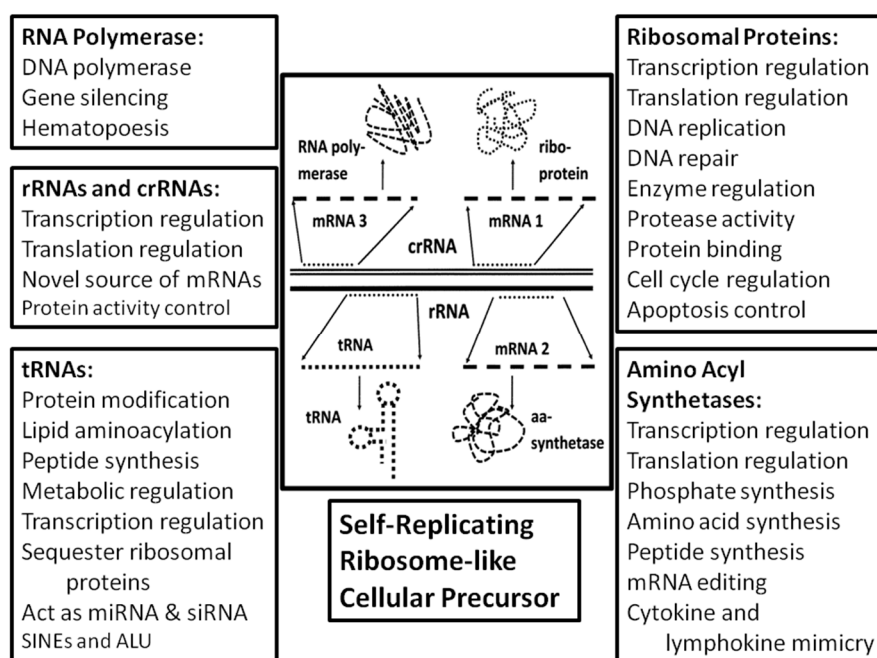 RNA Polymerase:
DNA polymerase
Gene silencing
Hematopoesis
rRNAs and crRNAs:
Transcription regulation
Translation regulation
Novel source of mRNAs
Protein activity control
tRNAs:
Protein modification
Lipid aminoacylation
Peptide synthesis
Metabolic regulation
Transcription regulation
Sequester ribosomal
proteins
Act as miRNA & siRNA
SINEs and ALU
RNA poly-
merase
ribo-
protein
mRNA 3
mRNA 1
crRNA
rRNA
tRNA
mRNA 2
tRNA
aa-
synthetase
Self-Replicating
Ribosome-like
Cellular Precursor
Ribosomal Proteins:
Transcription regulation
Translation regulation
DNA replication
DNA repair
Enzyme regulation
Protease activity
Protein binding
Cell cycle regulation
Apoptosis control
Amino Acyl
Synthetases:
Transcription regulation
Translation regulation
Phosphate synthesis
Amino acid synthesis
Peptide synthesis
mRNA editing
Cytokine and
lymphokine mimicry